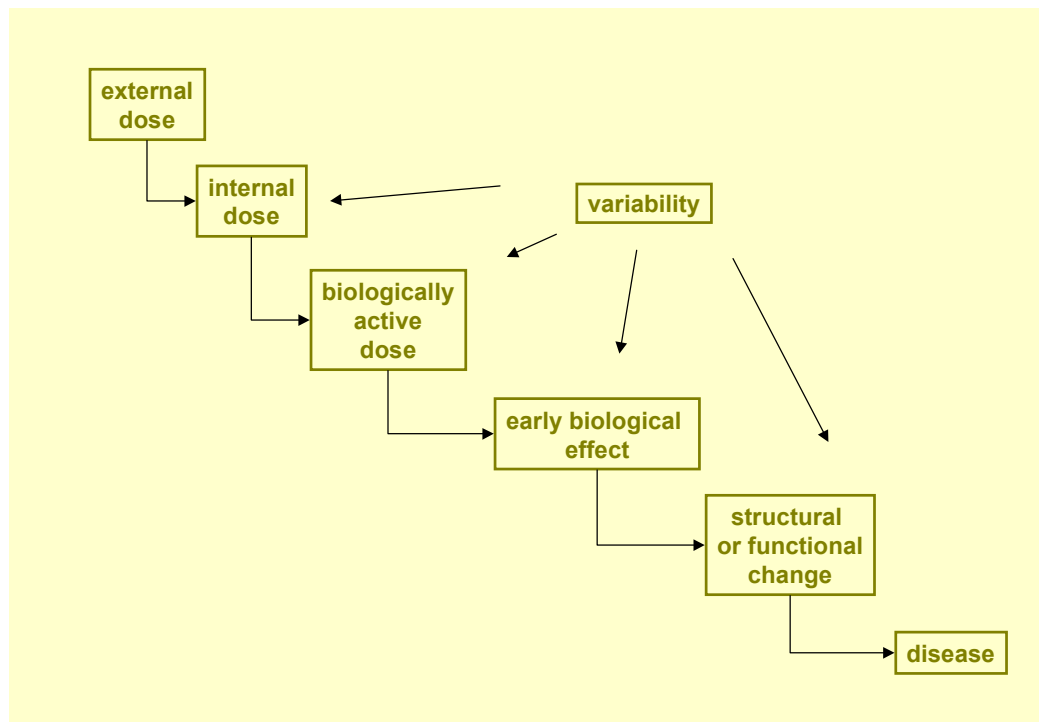 external
dose
internal
dose
variability
biologically
active
dose
early biological
effect
structural
or functional
change
disease